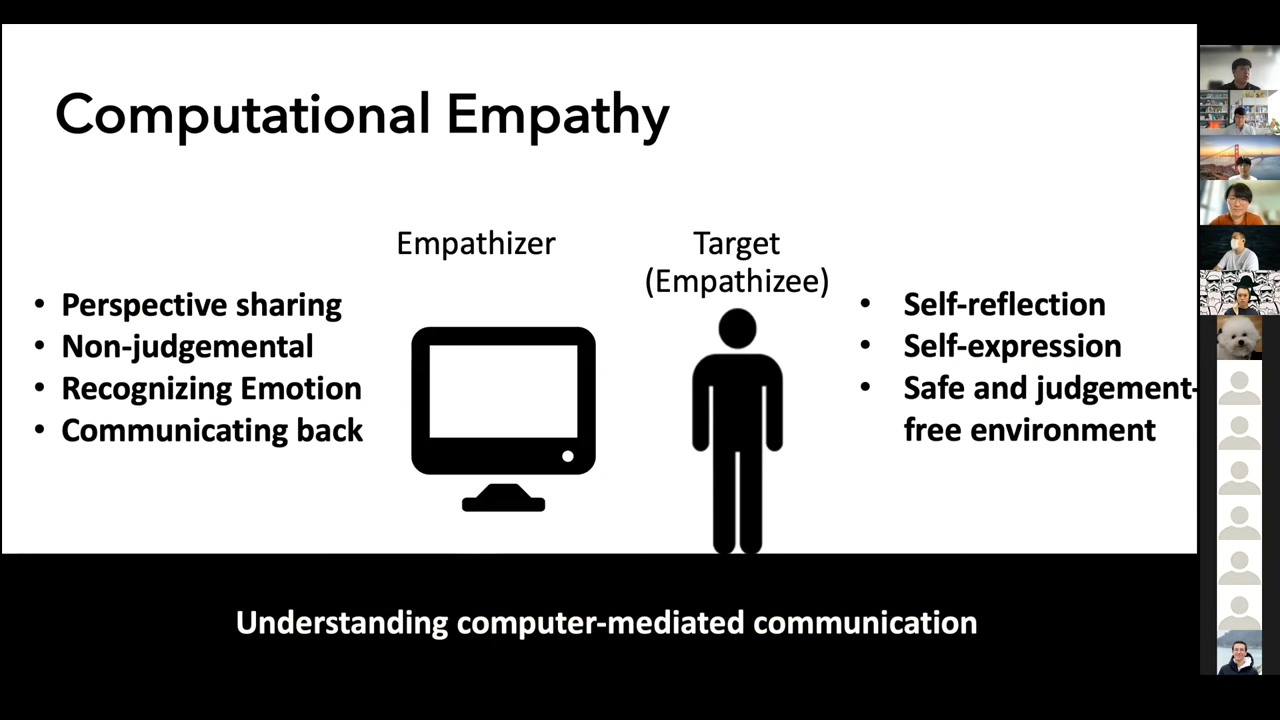 Computational Empathy
Empathizer
Target
(Empathizee)
• Perspective sharing
• Non-judgemental
• Recognizing Emotion
• Communicating back
• Self-reflection
• Self-expression
• Safe and judgement-
free environment
Understanding computer-mediated communication